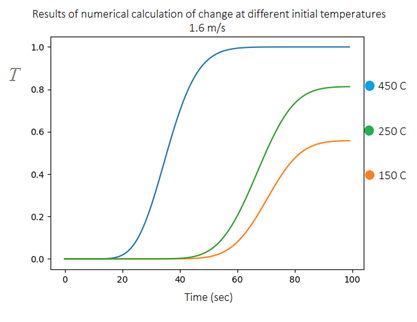 Results of numerical calculation of change at different initial temperatures
1.6 m/s
T
1.0
0.8
0.6
0.4
0.2
0.0
0 20 40 60 80 100
Time (sec)
450 C
250 C
150 C